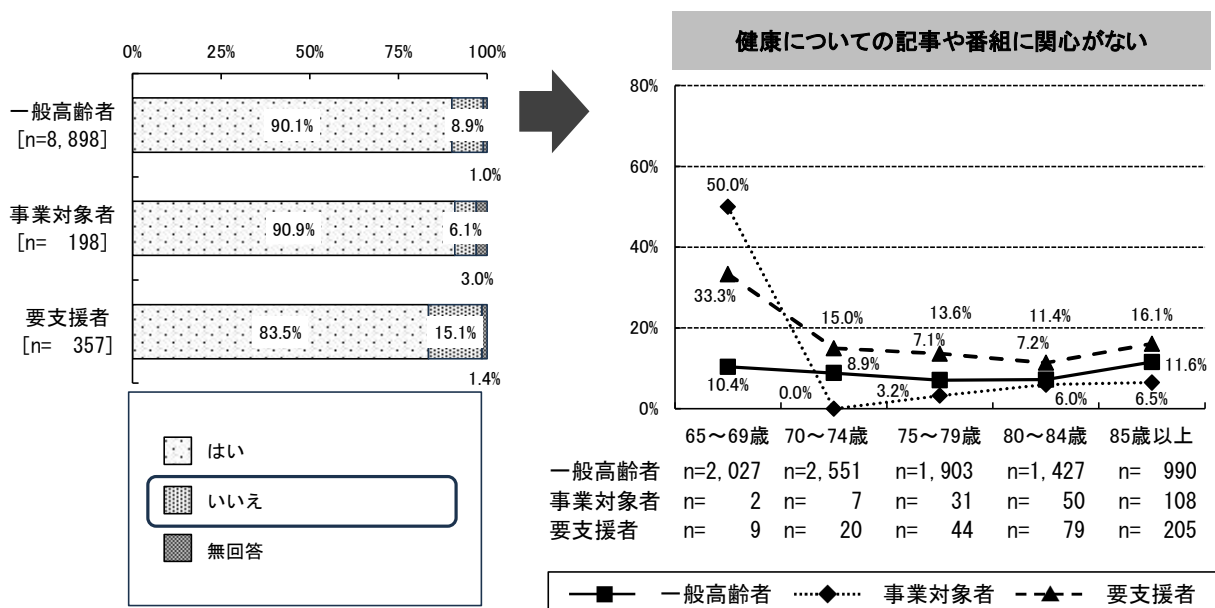 0% 25% 50% 75% 100%
一般高齢者
[n=8,898]
90.1% 8.9%
1.0%
事業対象者
[n= 198]
90.9% 6.1%
3.0%
要支援者
[n= 357]
83.5% 15.1%
1.4%
はい
いいえ
無回答
健康についての記事や番組に関心がない
80%
60%
50.0%
40%
33.3%
20%
15.0% 13.6% 11.4% 16.1%
7.1% 7.2%
10.4% 8.9% 11.6%
0.0% 3.2% 6.0% 6.5%
0%
65～69歳 70～74歳 75～79歳 80～84歳 85歳以上
一般高齢者 n=2,027 n=2,551 n=1,903 n=1,427 n= 990
事業対象者 n= 2 n= 7 n= 31 n= 50 n= 108
要支援者 n= 9 n= 20 n= 44 n= 79 n= 205
一般高齢者 事業対象者 要支援者